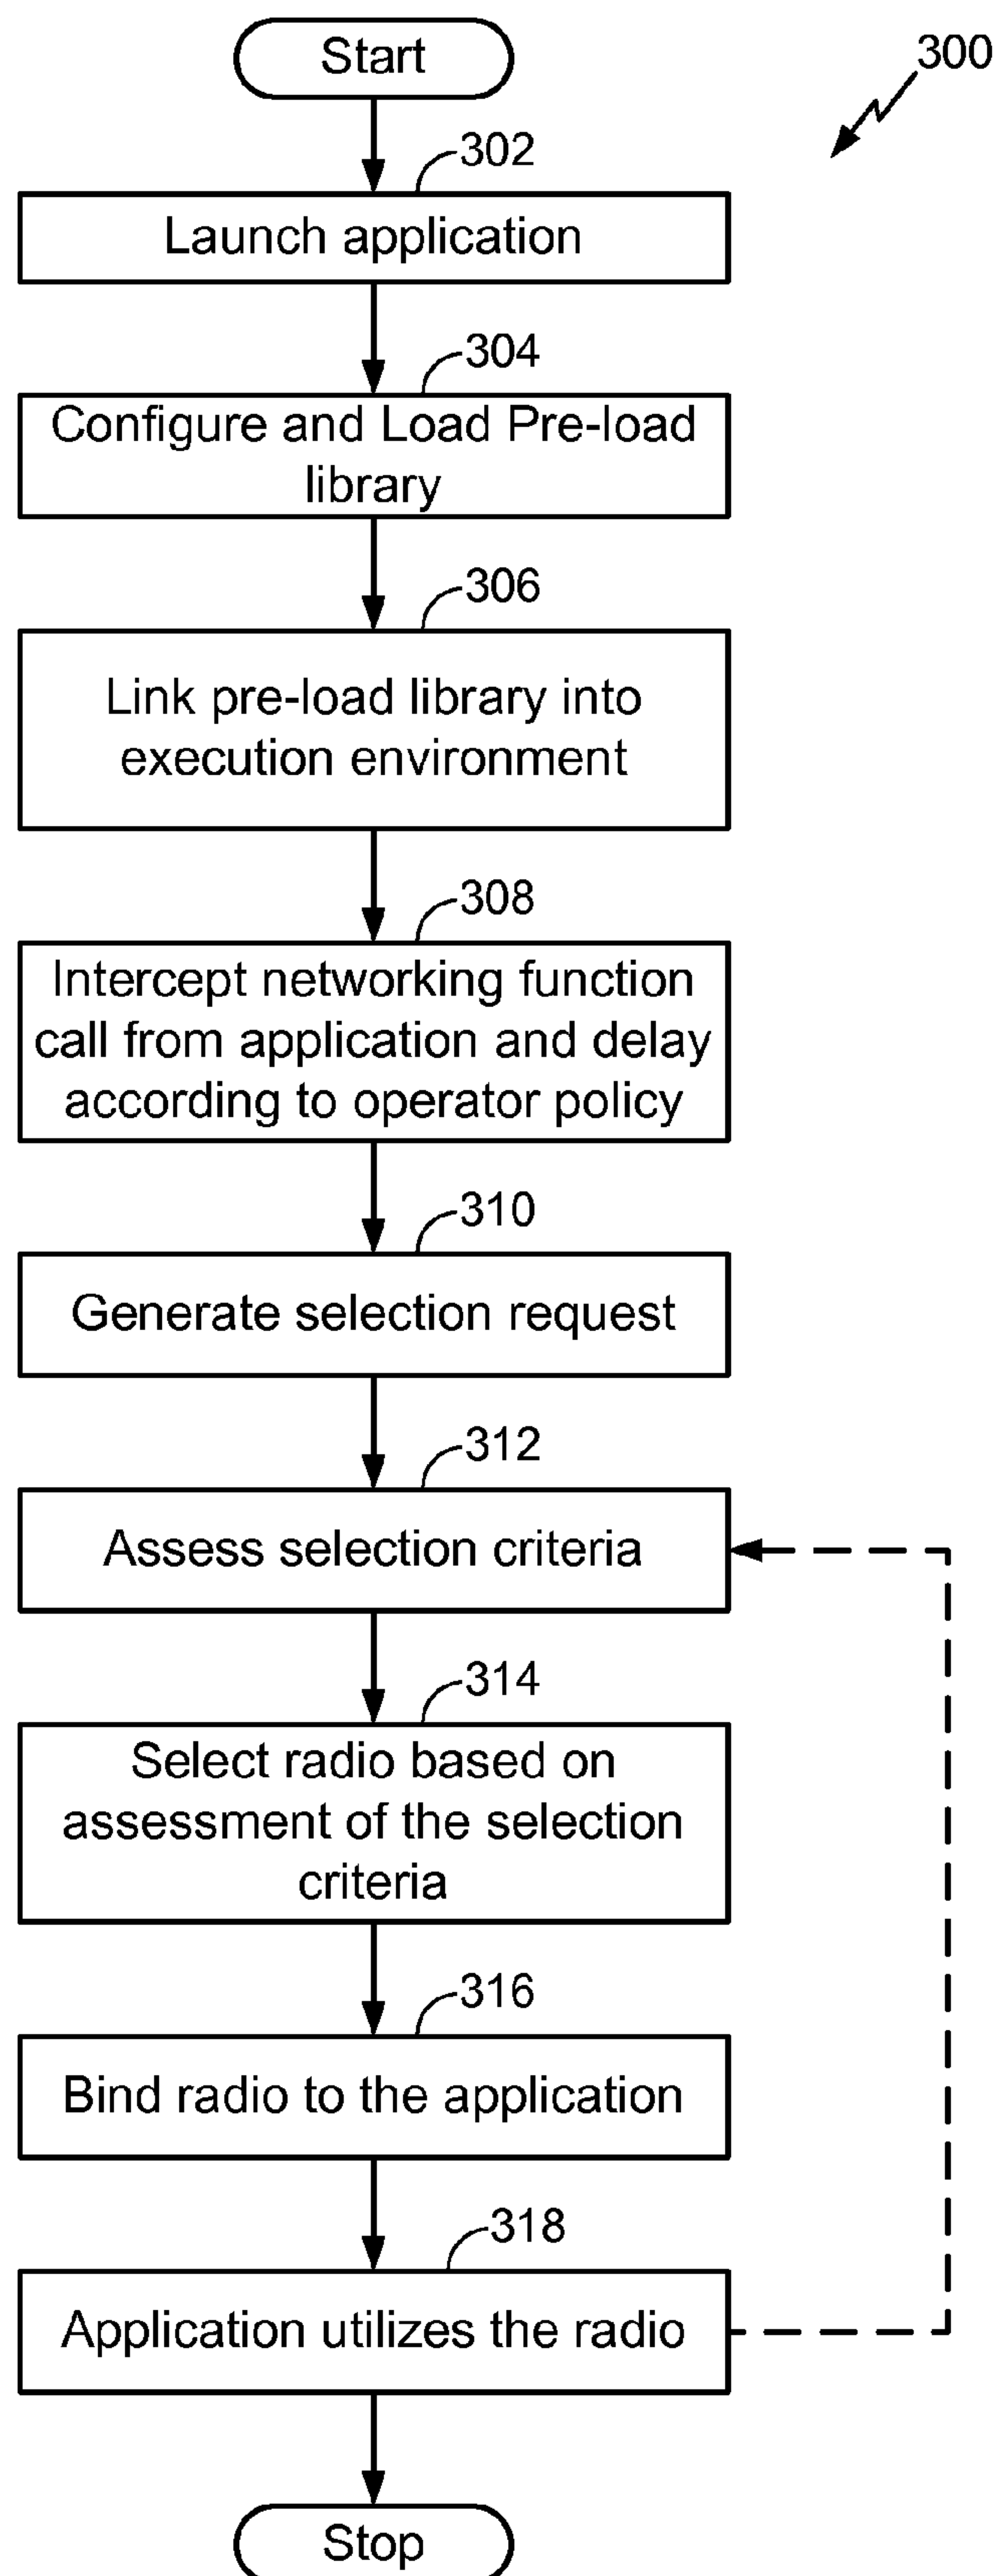 Start
300
302
Launch application
304
Configure and Load Pre-load
library
306
Link pre-load library into
execution environment
308
Intercept networking function
call from application and delay
according to operator policy
310
Generate selection request
312
Assess selection criteria
314
Select radio based on
assessment of the selection
criteria
316
Bind radio to the application
318
Application utilizes the radio
Stop